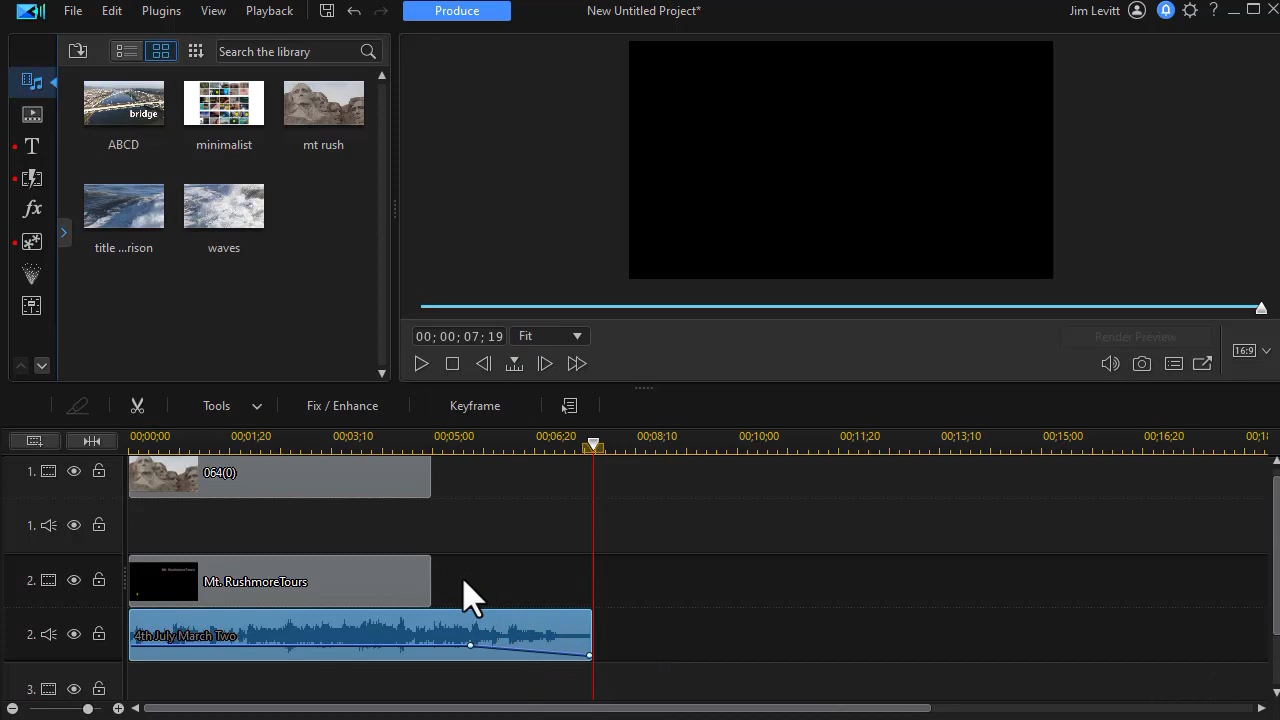 File Edit Plugins View Playback Produce New Untitled Project* Jim Levitt ?
Search the library
bridge
ABCD minimalist mt rush
T
fx
title ...rison waves
00; 00; 07; 19 Fit Render Preview 16:9
Tools Fix / Enhance Keyframe
00;00;00 00;01;20 00;03;10 00;05;00 00;06;20 00;08;10 00;10;00 00;11;20 00;13;10 00;15;00 00;16;20 00;18
1. 064(0)
1.
2. Mt. RushmoreTours
2. 4th July March Two
3.